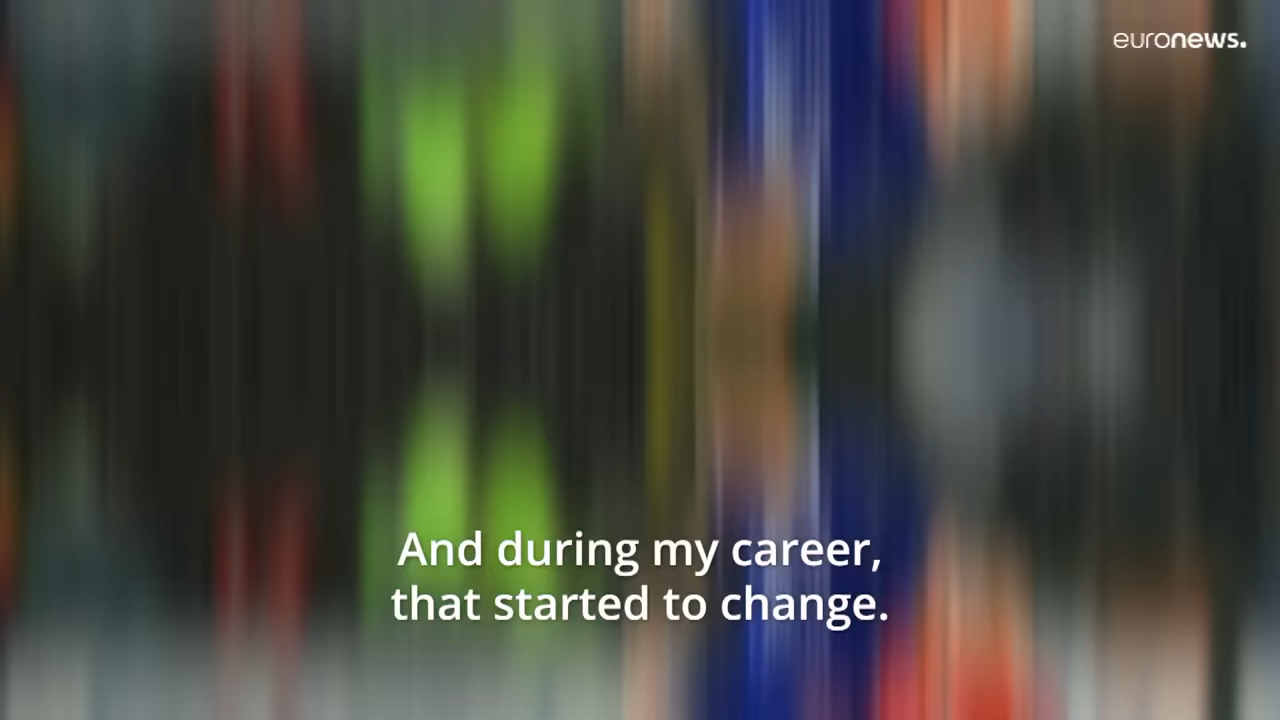 euronews.
And during my career,
that started to change.